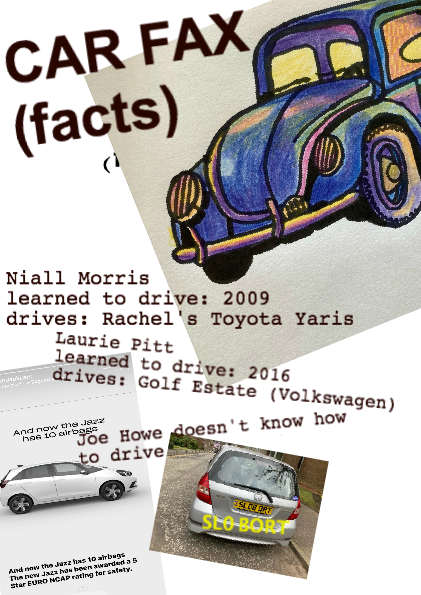 CAR FAX
(facts)
(
Niall Morris
learned to drive: 2009
drives: Rachel's Toyota Yaris
Laurie Pitt
learned to drive: 2016
drives: Golf Estate (Volkswagen)
Joe Howe doesn't know how
to drive
And now the Jazz
has 10 airbags
And now the Jazz has 10 airbags
The new Jazz has been awarded a 5
Star EURO NCAP rating for safety.
SL0 BORT